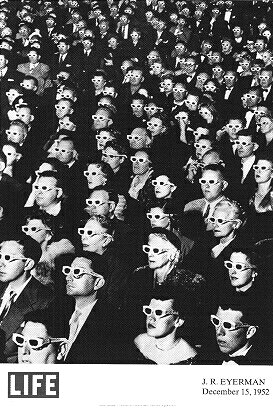 LIFE
J. R. EYERMAN
December 15, 1952